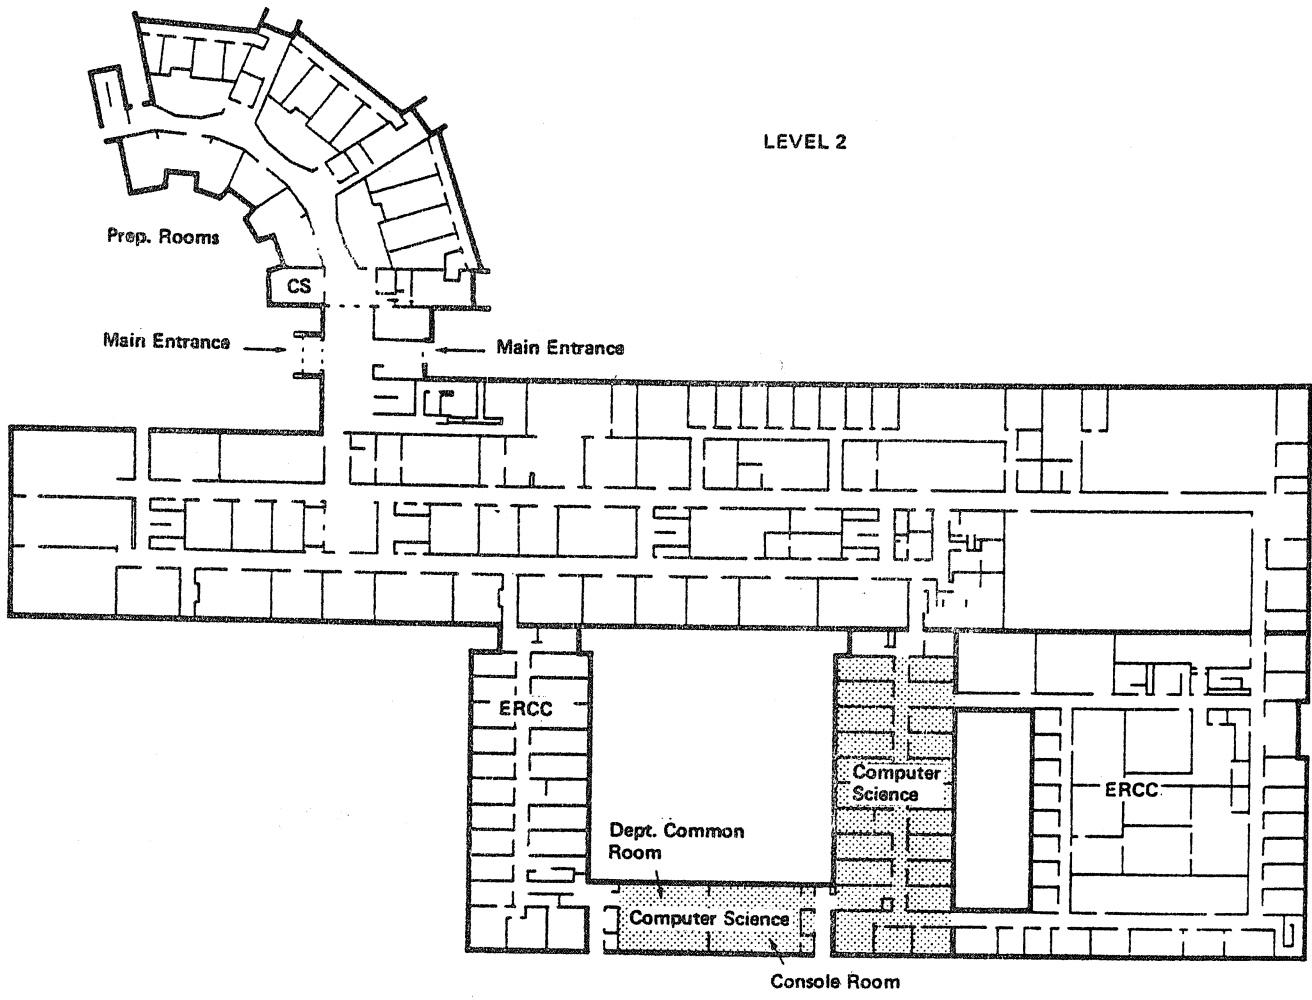 LEVEL 2
Prep. Rooms
CS
Main Entrance
Main Entrance
ERCC
Computer
Science
ERCC
Dept. Common
Room
Computer Science
Console Room